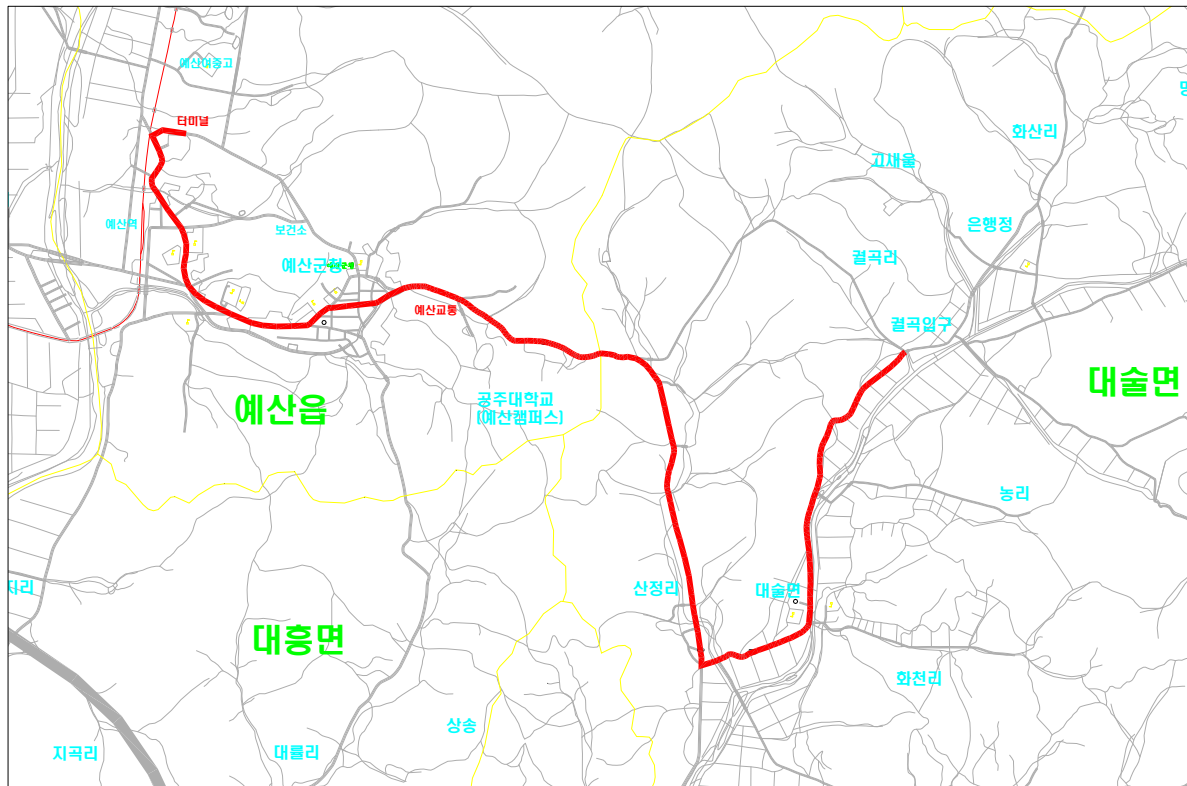 예산여중고
터미널
화산리
끼새울
은행정
예산역
보건소
예산군청
결곡리
예산교통
결곡입구
대술면
예산읍
공주대학교
(예산캠퍼스)
농리
지리
산정리
대술면
대흥면
화천리
상송
지곡리
대률리